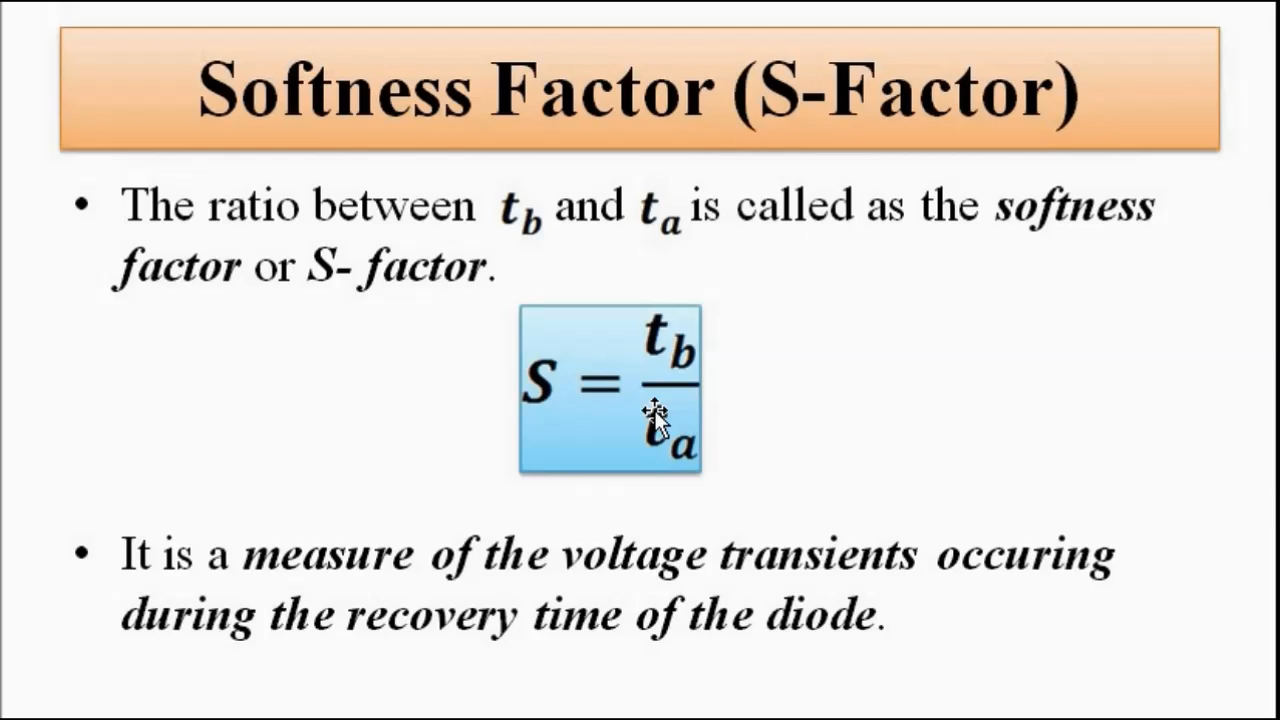 Softness Factor (S-Factor)
• The ratio between t_b and t_a is called as the softness
factor or S- factor.
S = t_b / t_a
• It is a measure of the voltage transients occuring
during the recovery time of the diode.